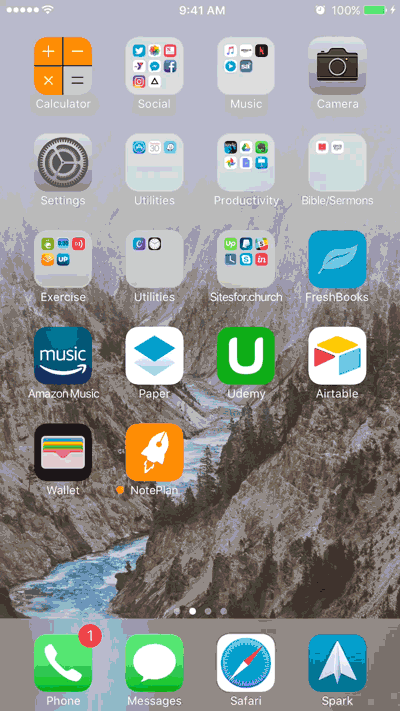 9:41 AM
100%
Calculator
Social
Music
Camera
Settings
Utilities
Productivity
Bible/Sermons
Exercise
Utilities
Sitesfor.church
FreshBooks
music
Amazon Music
Paper
Udemy
Airtable
Wallet
NotePlan
1
Phone
Messages
Safari
Spark